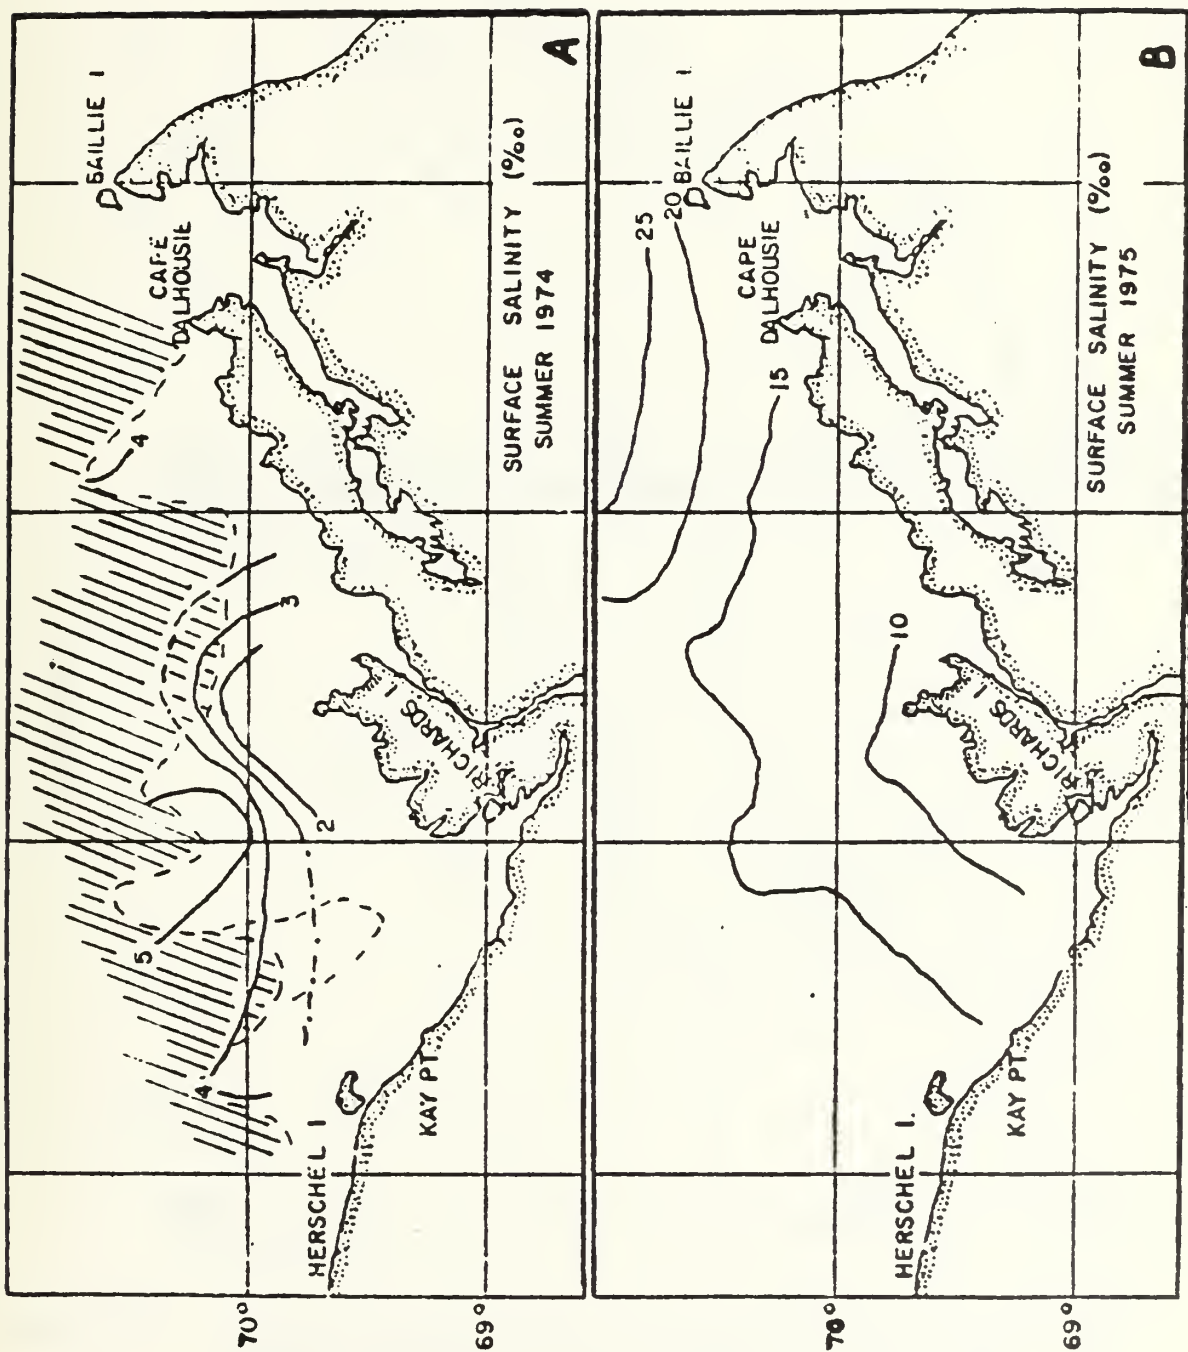 BAILLIE I
CAPE
DALHOUSIE
4
3
2
5
4
RICHARDS I.
HERSCHEL I
KAY PT.
70°
69°
SURFACE SALINITY (‰)
SUMMER 1974
A
BAILLIE I.
25
20
CAPE
DALHOUSIE
15
10
RICHARDS I.
HERSCHEL I.
KAY PT.
70°
69°
SURFACE SALINITY (‰)
SUMMER 1975
B